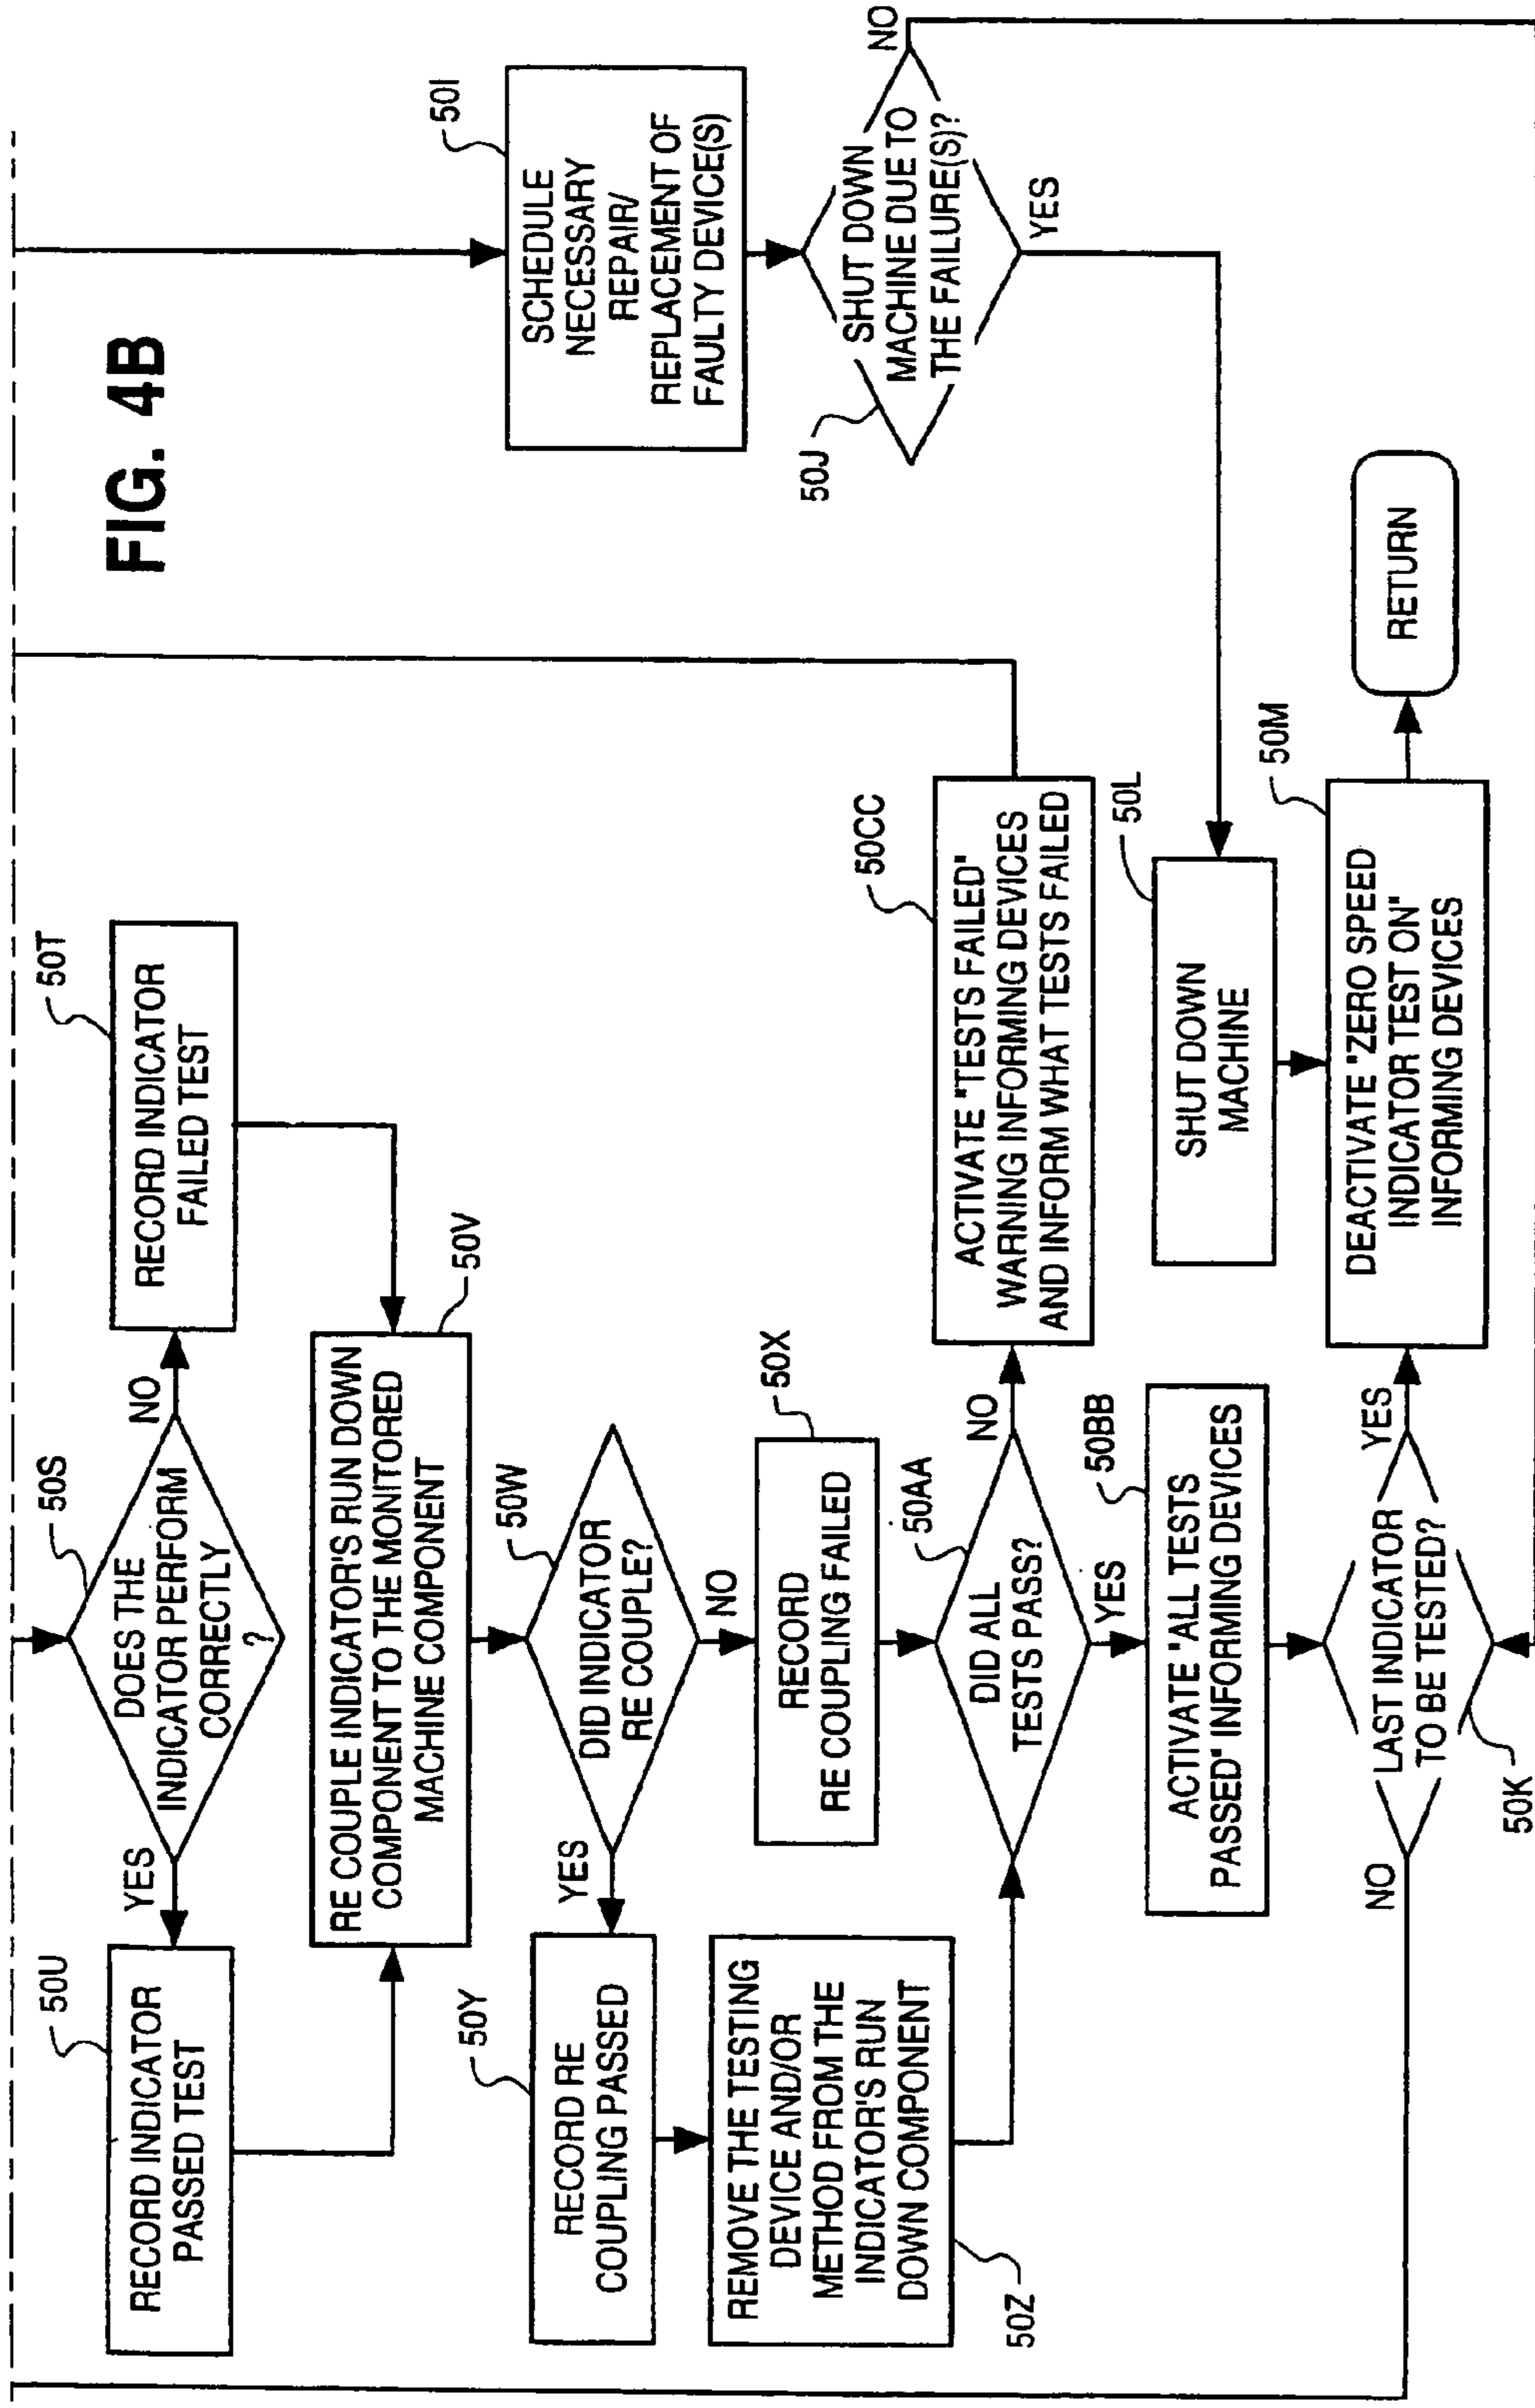 FIG. 4B
50S
DOES THE
INDICATOR PERFORM
CORRECTLY
?
YES
NO
50U
RECORD INDICATOR
PASSED TEST
50T
RECORD INDICATOR
FAILED TEST
50V
RE COUPLE INDICATOR'S RUN DOWN
COMPONENT TO THE MONITORED
MACHINE COMPONENT
50W
DID INDICATOR
RE COUPLE?
YES
NO
50Y
RECORD RE
COUPLING PASSED
50X
RECORD
RE COUPLING FAILED
REMOVE THE TESTING
DEVICE AND/OR
METHOD FROM THE
INDICATOR'S RUN
DOWN COMPONENT
50Z
50AA
DID ALL
TESTS PASS?
NO
YES
50CC
ACTIVATE "TESTS FAILED"
WARNING INFORMING DEVICES
AND INFORM WHAT TESTS FAILED
50BB
ACTIVATE "ALL TESTS
PASSED" INFORMING DEVICES
LAST INDICATOR
TO BE TESTED?
50K
NO
YES
50I
SCHEDULE
NECESSARY
REPAIR/
REPLACEMENT OF
FAULTY DEVICE(S)
50J
SHUT DOWN
MACHINE DUE TO
THE FAILURE(S)?
NO
YES
50L
SHUT DOWN
MACHINE
50M
DEACTIVATE "ZERO SPEED
INDICATOR TEST ON"
INFORMING DEVICES
RETURN